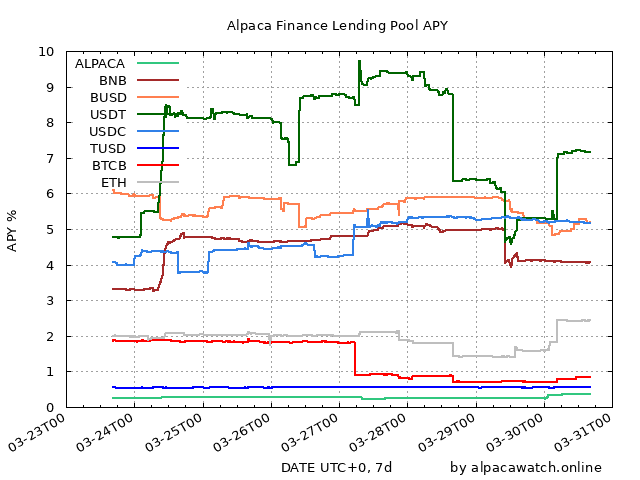 Alpaca Finance Lending Pool APY
10
9
8
7
6
5
4
3
2
1
0
APY %
ALPACA
BNB
BUSD
USDT
USDC
TUSD
BTCB
ETH
03-23T00
03-24T00
03-25T00
03-26T00
03-27T00
03-28T00
03-29T00
03-30T00
03-31T00
DATE UTC+0, 7d
by alpacawatch.online